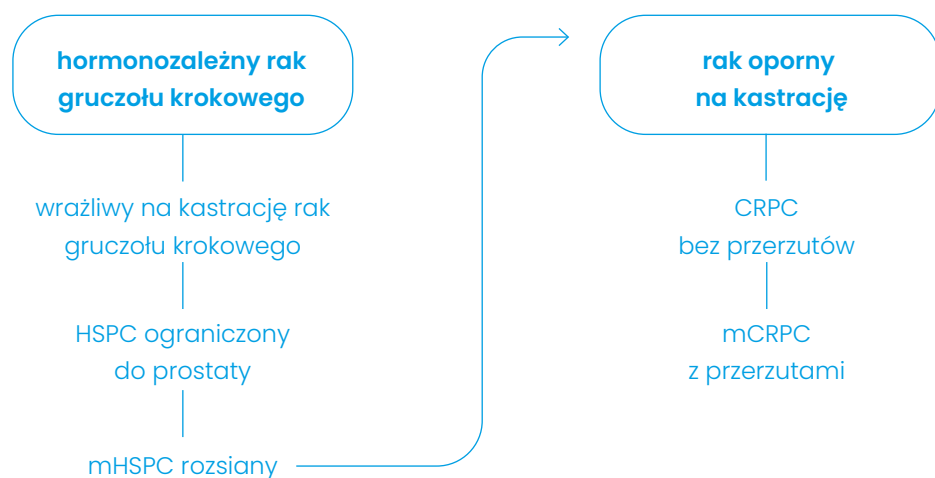 hormonozależny rak
gruczołu krokowego
wrażliwy na kastrację rak
gruczołu krokowego
HSPC ograniczony
do prostaty
mHSPC rozsiany
rak oporny
na kastrację
CRPC
bez przerzutów
mCRPC
z przerzutami